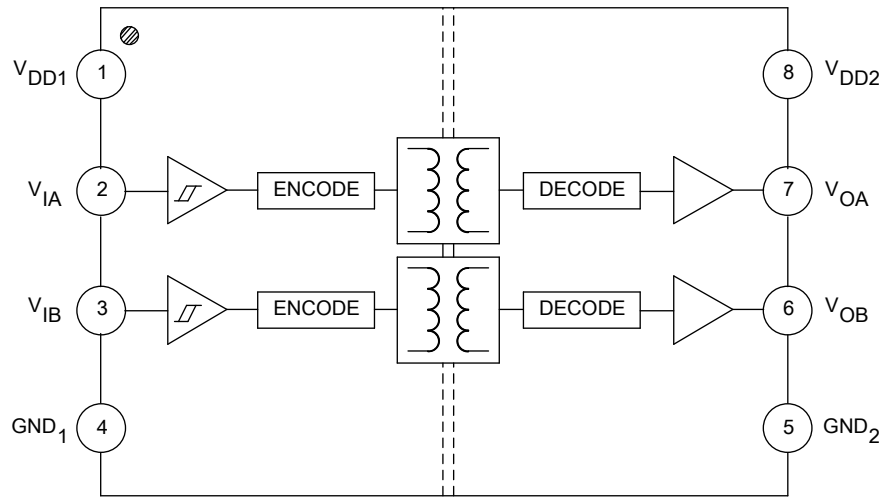 V_DD1 1 8 V_DD2
V_IA 2 ENCODE DECODE 7 V_OA
V_IB 3 ENCODE DECODE 6 V_OB
GND_1 4 5 GND_2